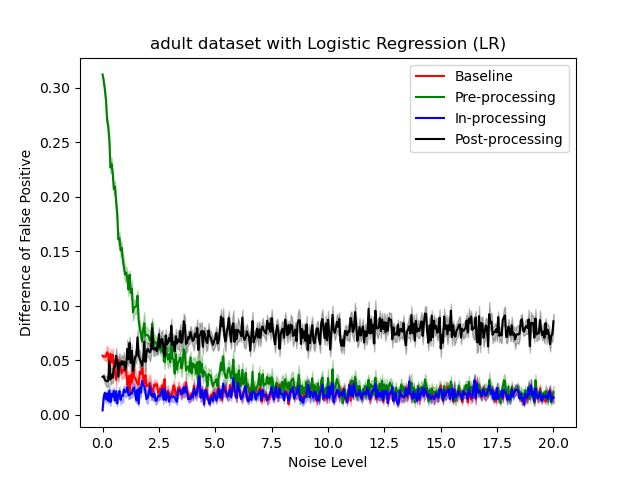 adult dataset with Logistic Regression (LR)
Difference of False Positive
0.30
0.25
0.20
0.15
0.10
0.05
0.00
Baseline
Pre-processing
In-processing
Post-processing
0.0 2.5 5.0 7.5 10.0 12.5 15.0 17.5 20.0
Noise Level